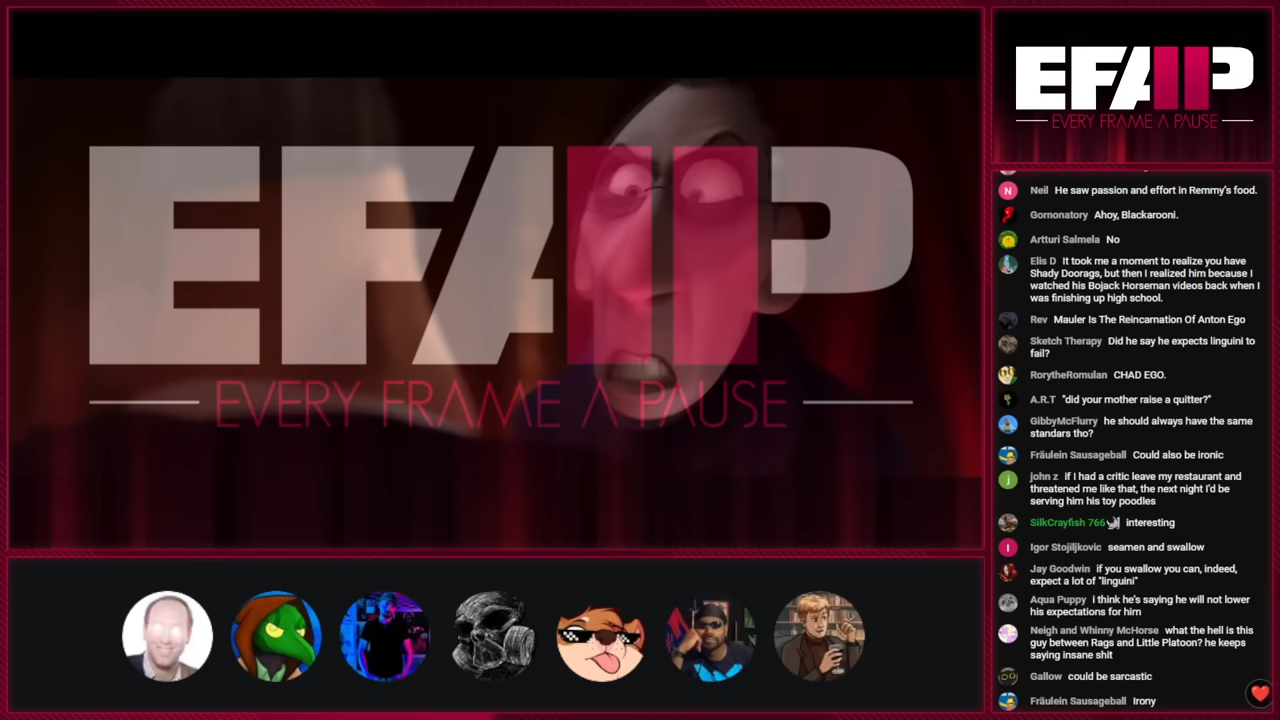 EFAP
EVERY FRAME A PAUSE
EFAP
EVERY FRAME A PAUSE
N Neil He saw passion and effort in Remmy's food.
Gornonatory Ahoy, Blackarooni.
Artturi Salmela No
Elis D It took me a moment to realize you have
Shady Doorags, but then I realized him because I
watched his Bojack Horseman videos back when I
was finishing up high school.
Rev Mauler Is The Reincarnation Of Anton Ego
Sketch Therapy Did he say he expects linguini to
fail?
RorytheRomulan CHAD EGO.
A.R.T "did your mother raise a quitter?"
GibbyMcFlurry he should always have the same
standars tho?
Fräulein Sausageball Could also be ironic
j john z if I had a critic leave my restaurant and
threatened me like that, the next night I'd be
serving him his toy poodles
SilkCrayfish 766 interesting
I Igor Stojiljkovic seamen and swallow
Jay Goodwin if you swallow you can, indeed,
expect a lot of "linguini"
Aqua Puppy i think he's saying he will not lower
his expectations for him
Neigh and Whinny McHorse what the hell is this
guy between Rags and Little Platoon? he keeps
saying insane shit
Gallow could be sarcastic
Fräulein Sausageball Irony